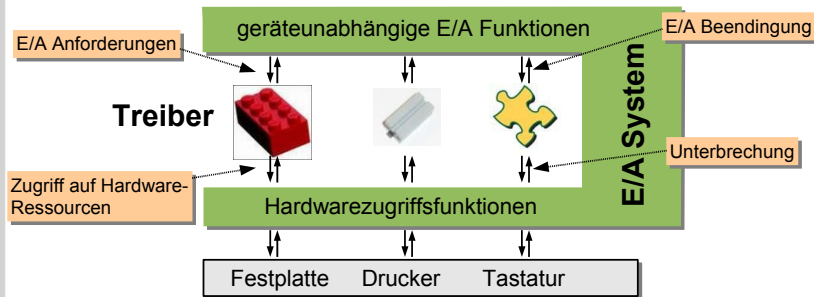 geräteunabhängige E/A Funktionen
E/A Beendingung
E/A Anforderungen
Treiber
E/A System
Unterbrechung
Zugriff auf Hardware-
Ressourcen
Hardwarezugriffsfunktionen
Festplatte Drucker Tastatur